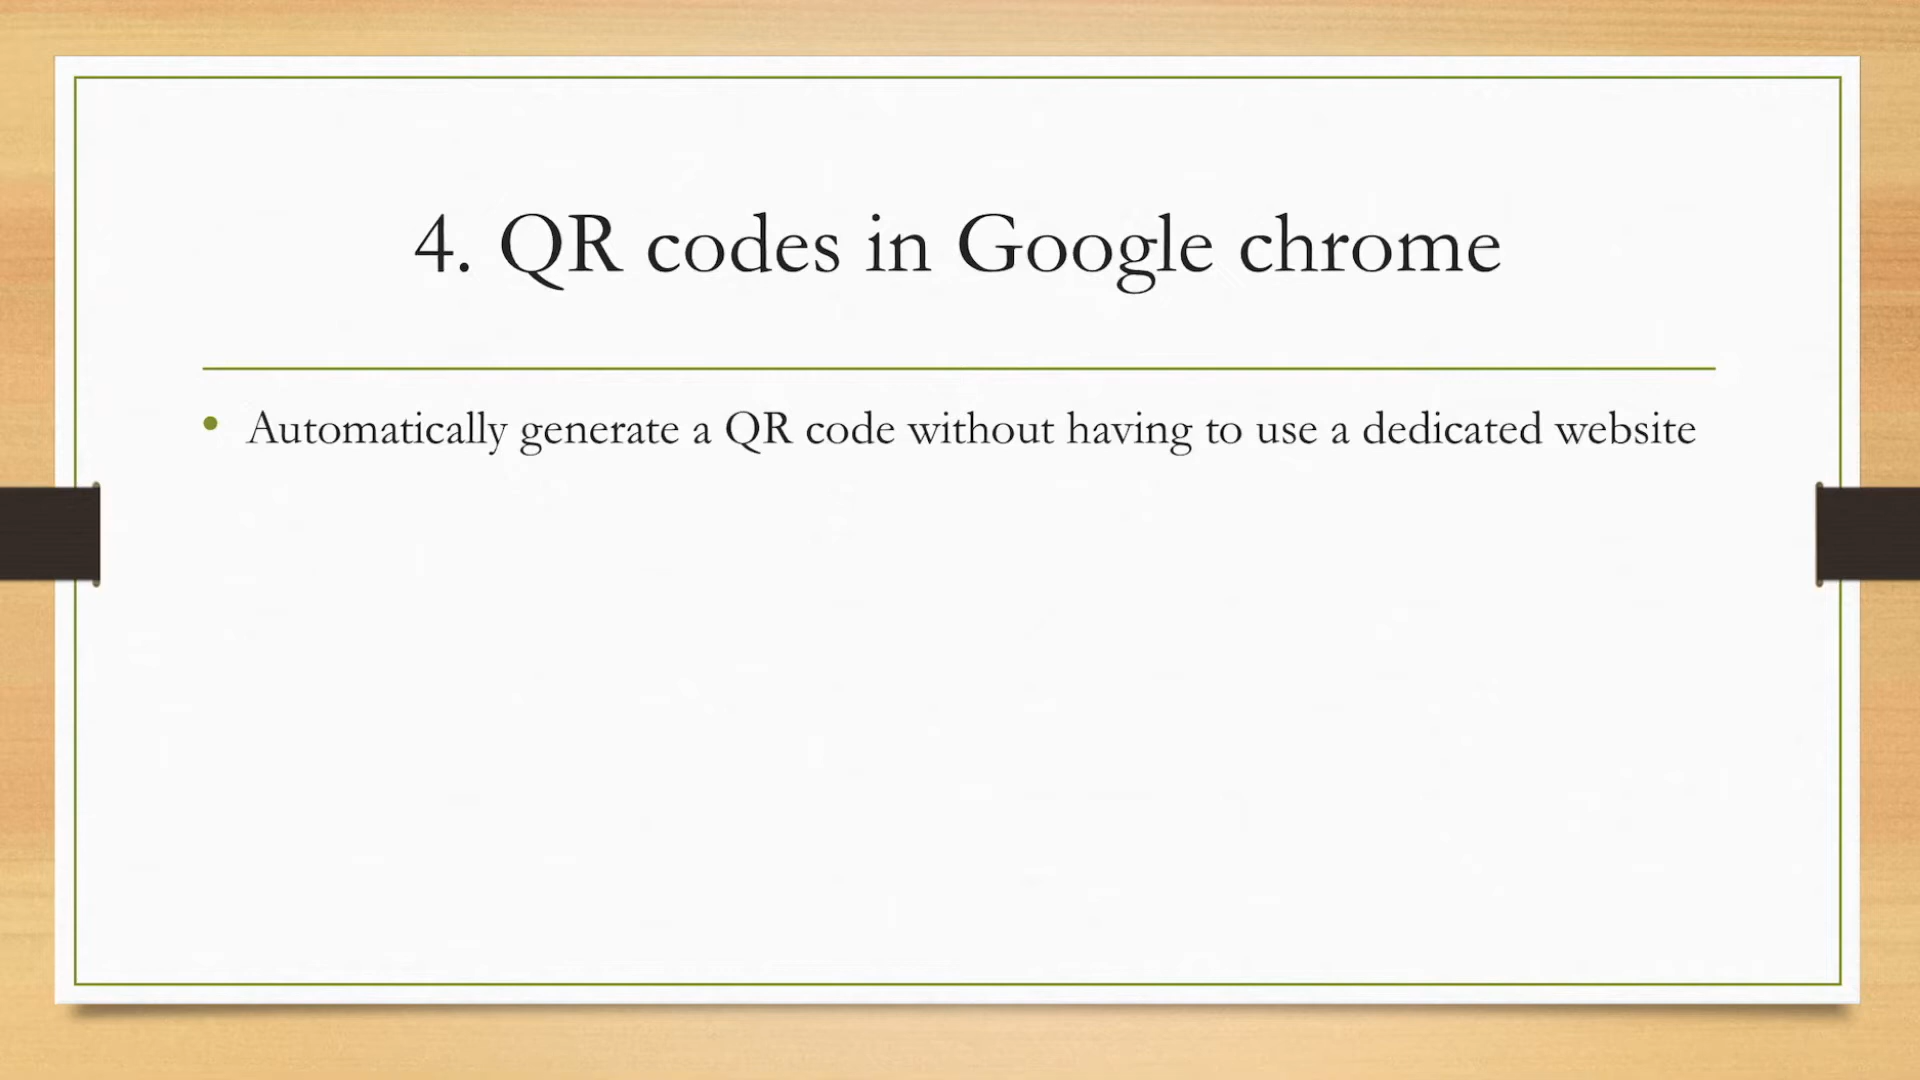 4. QR codes in Google chrome
• Automatically generate a QR code without having to use a dedicated website